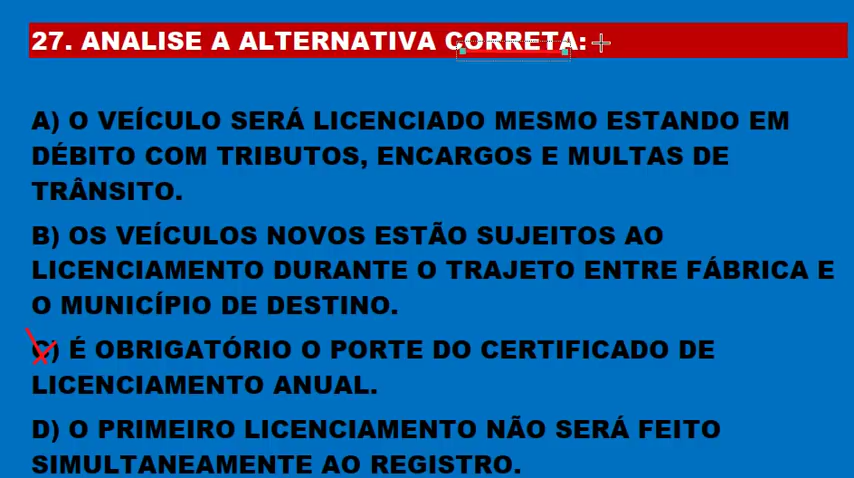 27. ANALISE A ALTERNATIVA CORRETA:
A) O VEÍCULO SERÁ LICENCIADO MESMO ESTANDO EM
DÉBITO COM TRIBUTOS, ENCARGOS E MULTAS DE
TRÂNSITO.
B) OS VEÍCULOS NOVOS ESTÃO SUJEITOS AO
LICENCIAMENTO DURANTE O TRAJETO ENTRE FÁBRICA E
O MUNICÍPIO DE DESTINO.
C) É OBRIGATÓRIO O PORTE DO CERTIFICADO DE
LICENCIAMENTO ANUAL.
D) O PRIMEIRO LICENCIAMENTO NÃO SERÁ FEITO
SIMULTANEAMENTE AO REGISTRO.